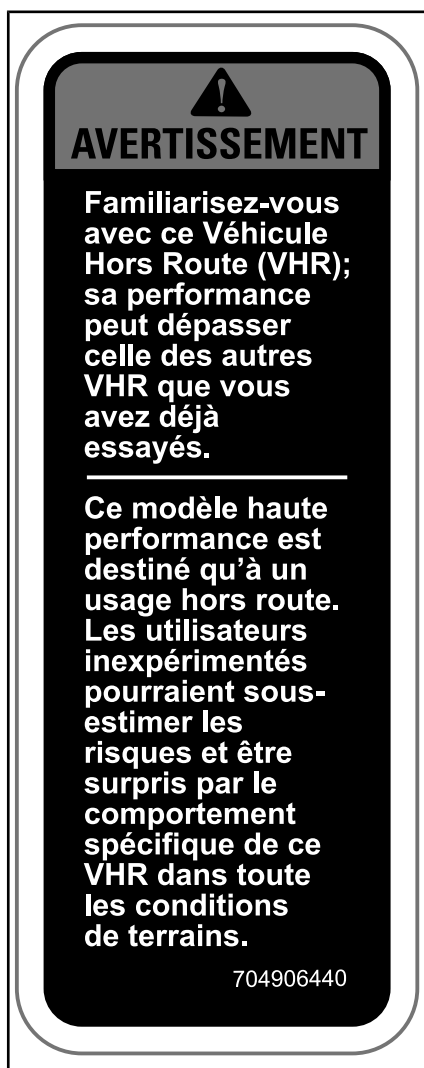 AVERTISSEMENT
Familiarisez-vous
avec ce Véhicule
Hors Route (VHR);
sa performance
peut dépasser
celle des autres
VHR que vous
avez déjà
essayés.
Ce modèle haute
performance est
destiné qu'à un
usage hors route.
Les utilisateurs
inexpérimentés
pourraient sous-
estimer les
risques et être
surpris par le
comportement
spécifique de ce
VHR dans toute
les conditions
de terrains.
704906440